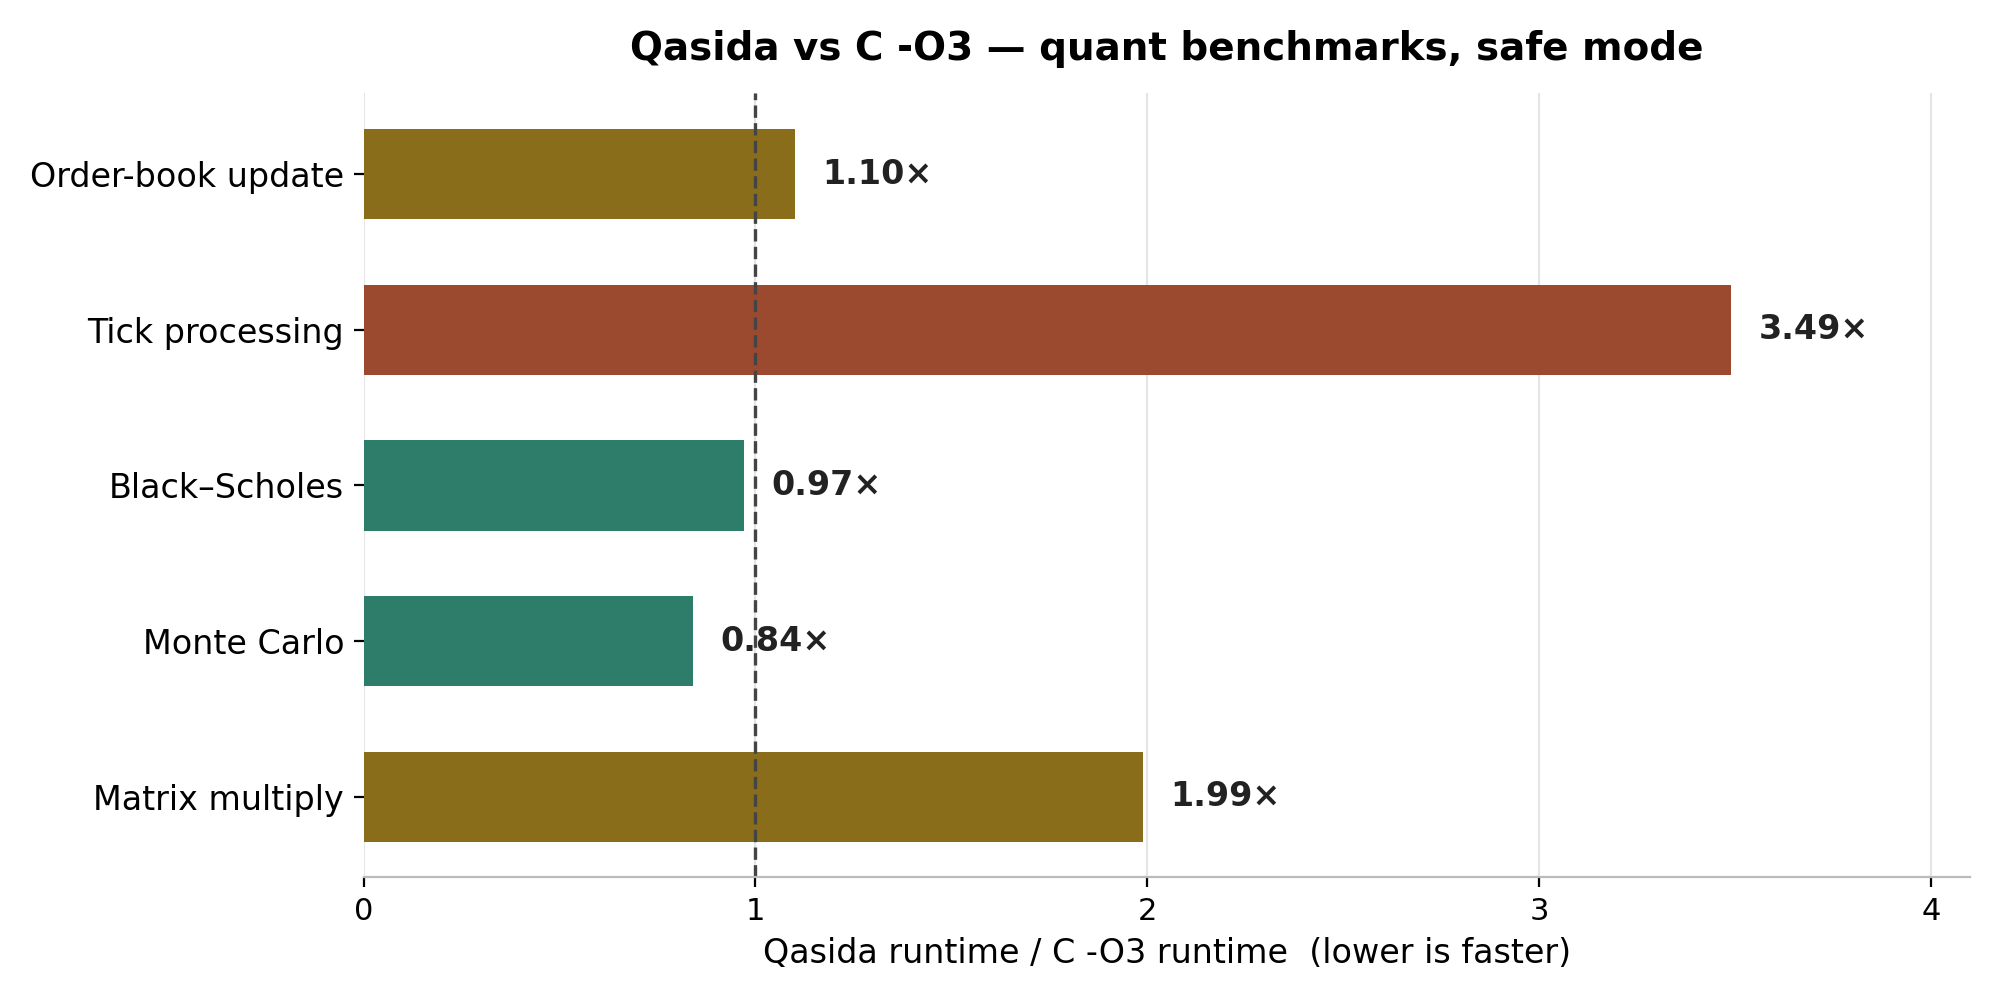 Qasida vs C -O3 — quant benchmarks, safe mode
Order-book update
1.10×
Tick processing
3.49×
Black–Scholes
0.97×
Monte Carlo
0.84×
Matrix multiply
1.99×
0 1 2 3 4
Qasida runtime / C -O3 runtime  (lower is faster)